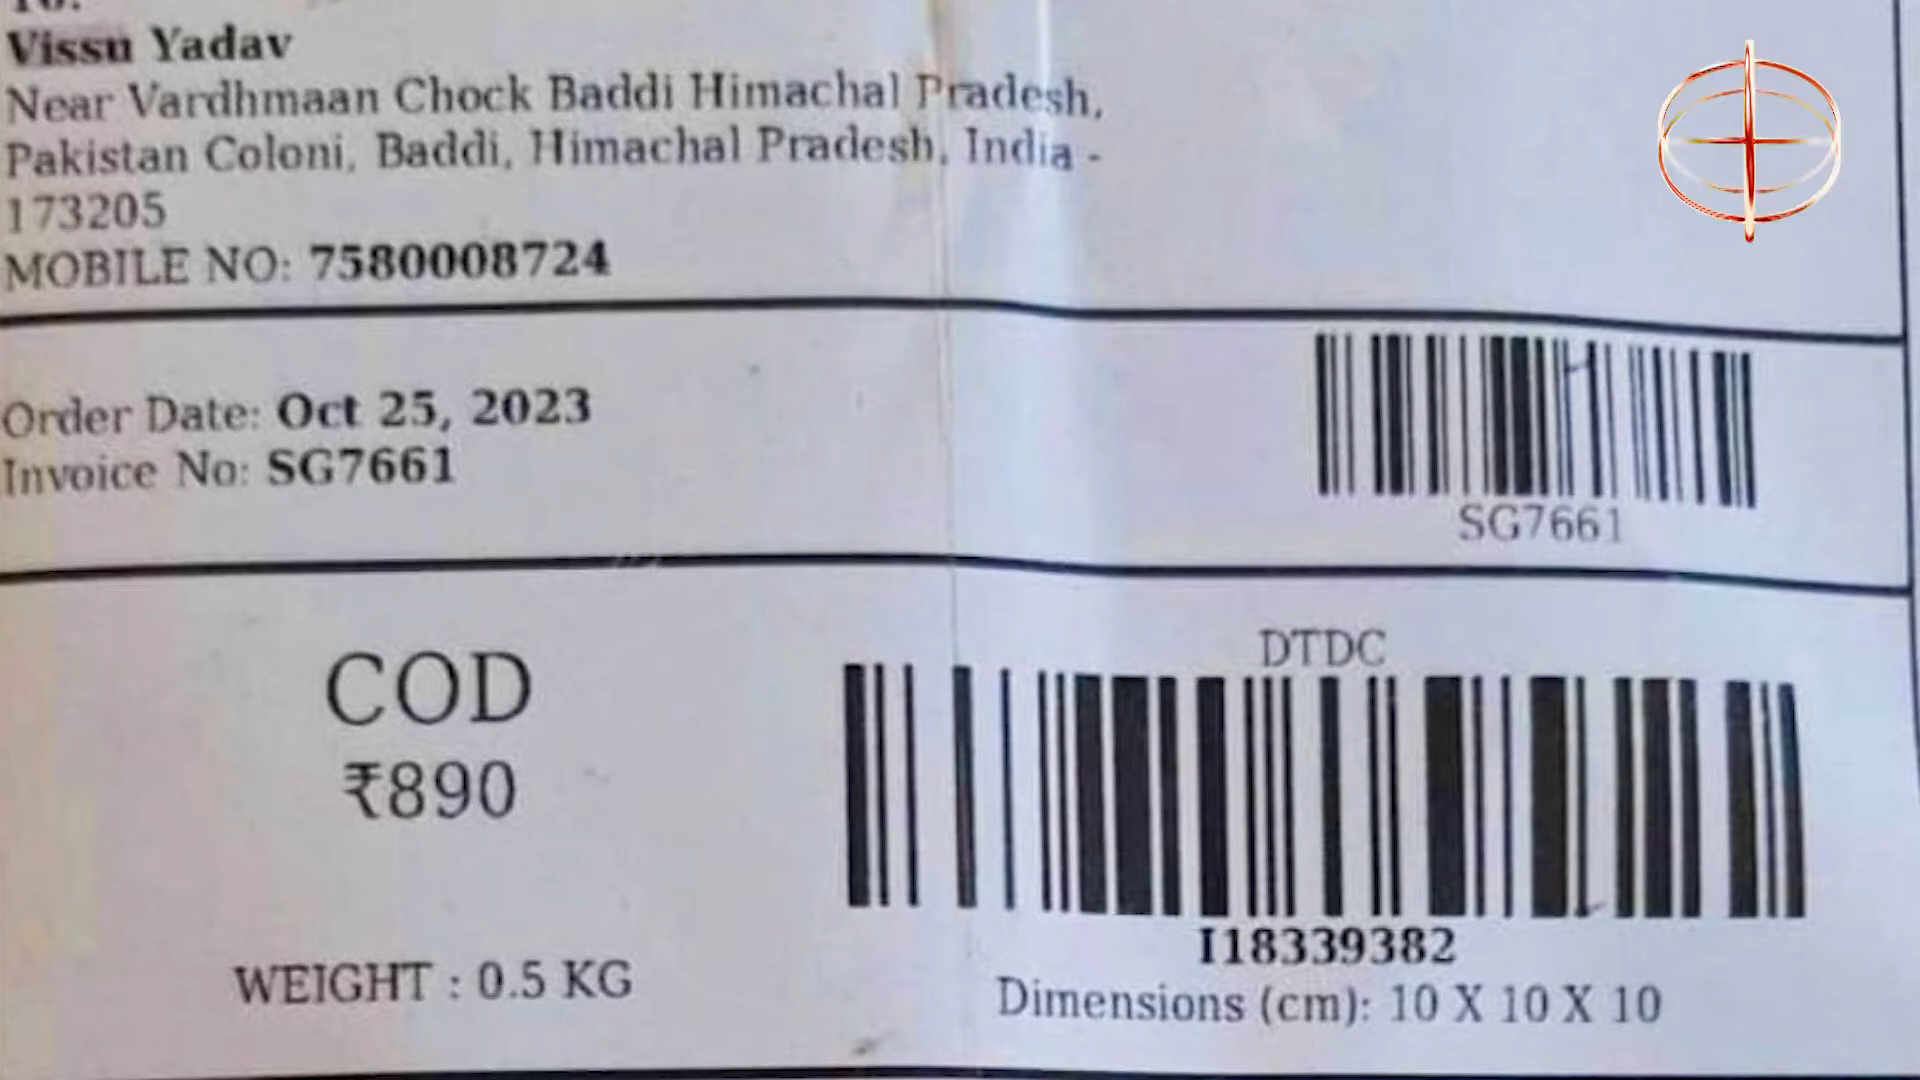 To:
Vissu Yadav
Near Vardhmaan Chock Baddi Himachal Pradesh,
Pakistan Coloni, Baddi, Himachal Pradesh, India -
173205
MOBILE NO: 7580008724
Order Date: Oct 25, 2023
Invoice No: SG7661
SG7661
COD
₹890
WEIGHT : 0.5 KG
DTDC
I18339382
Dimensions (cm): 10 X 10 X 10